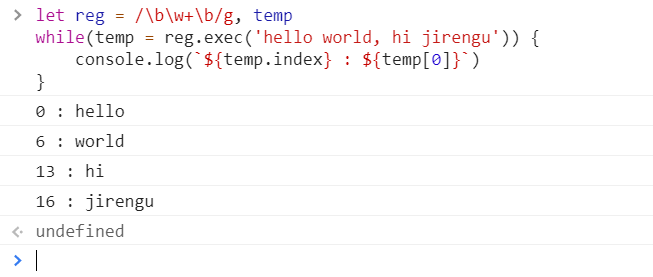 let reg = /\b\w+\b/g, temp
while(temp = reg.exec('hello world, hi jirengu')) {
    console.log(`${temp.index} : ${temp[0]}`)
}
0 : hello
6 : world
13 : hi
16 : jirengu
undefined